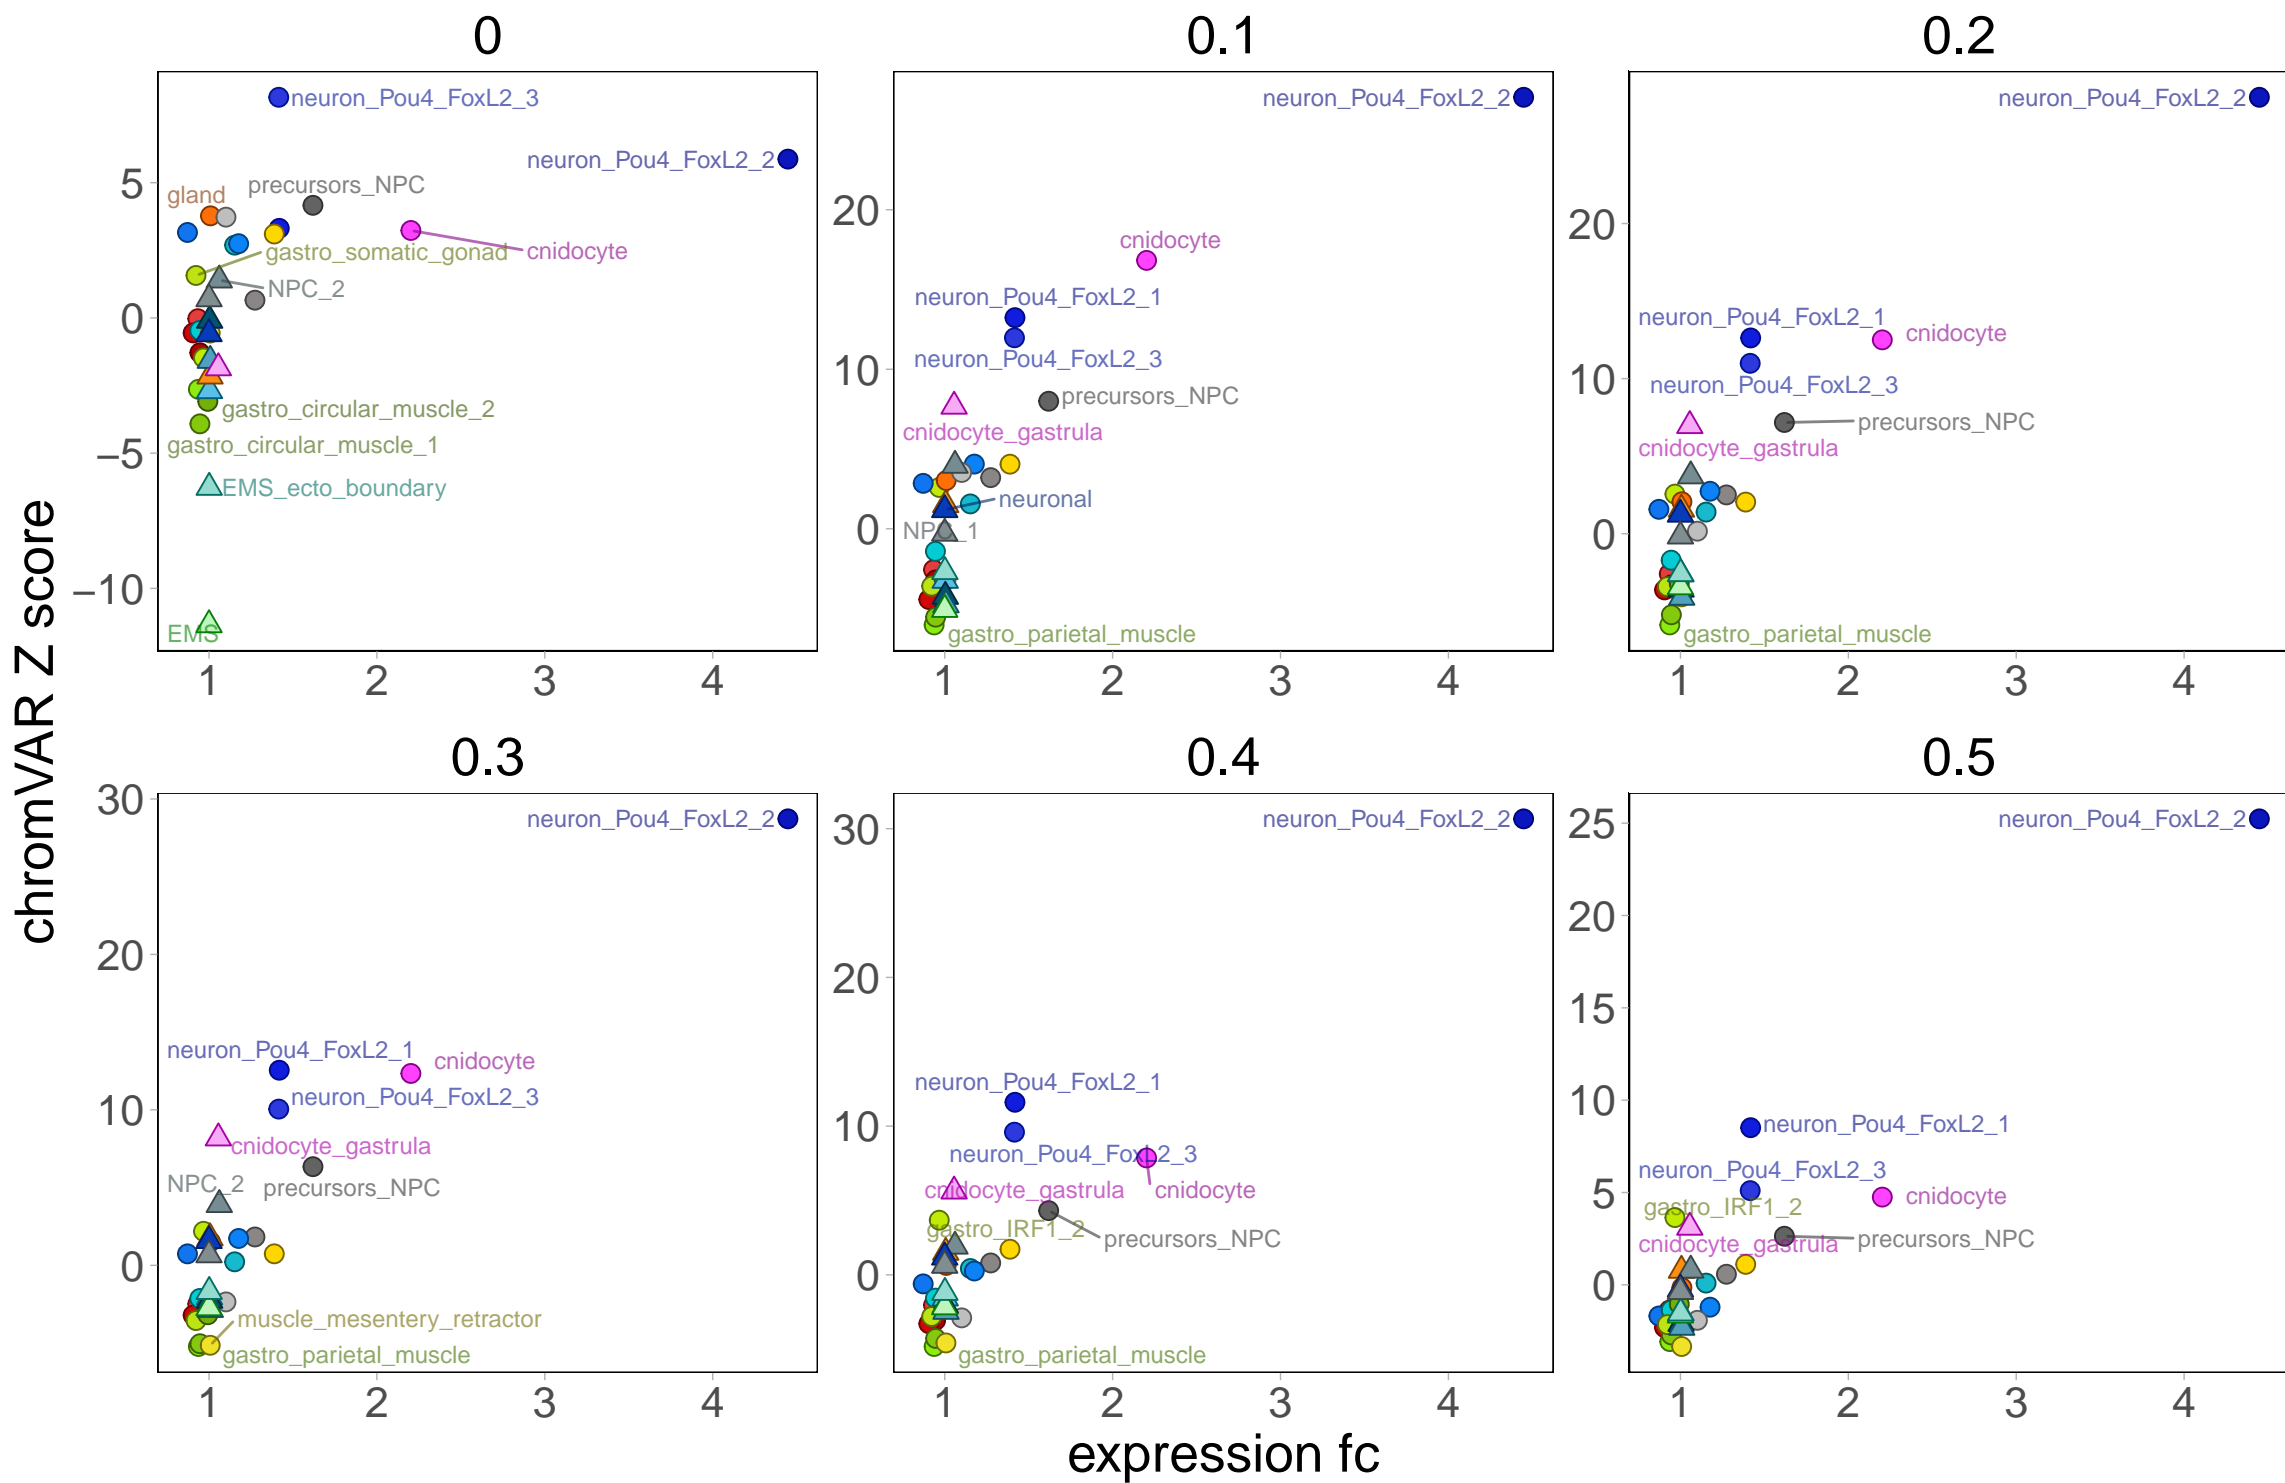 0
0.1
0.2
neuron_Pou4_FoxL2_3
neuron_Pou4_FoxL2_2
precursors_NPC
gland
cnidocyte
gastro_somatic_gonad
NPC_2
gastro_circular_muscle_2
gastro_circular_muscle_1
EMS_ecto_boundary
EMS
5
0
−5
−10
1
2
3
4
neuron_Pou4_FoxL2_2
cnidocyte
neuron_Pou4_FoxL2_1
neuron_Pou4_FoxL2_3
precursors_NPC
cnidocyte_gastrula
neuronal
NPC_1
gastro_parietal_muscle
20
10
0
1
2
3
4
neuron_Pou4_FoxL2_2
neuron_Pou4_FoxL2_1
cnidocyte
neuron_Pou4_FoxL2_3
precursors_NPC
cnidocyte_gastrula
gastro_parietal_muscle
20
10
0
1
2
3
4
chromVAR Z score
0.3
0.4
0.5
neuron_Pou4_FoxL2_2
neuron_Pou4_FoxL2_1
cnidocyte
neuron_Pou4_FoxL2_3
cnidocyte_gastrula
NPC_2
precursors_NPC
muscle_mesentery_retractor
gastro_parietal_muscle
30
20
10
0
1
2
3
4
neuron_Pou4_FoxL2_2
neuron_Pou4_FoxL2_1
neuron_Pou4_FoxL2_3
cnidocyte_gastrula
cnidocyte
gastro_IRF1_2
precursors_NPC
gastro_parietal_muscle
30
20
10
0
1
2
3
4
neuron_Pou4_FoxL2_2
neuron_Pou4_FoxL2_1
neuron_Pou4_FoxL2_3
cnidocyte
gastro_IRF1_2
cnidocyte_gastrula
precursors_NPC
25
20
15
10
5
0
1
2
3
4
expression fc